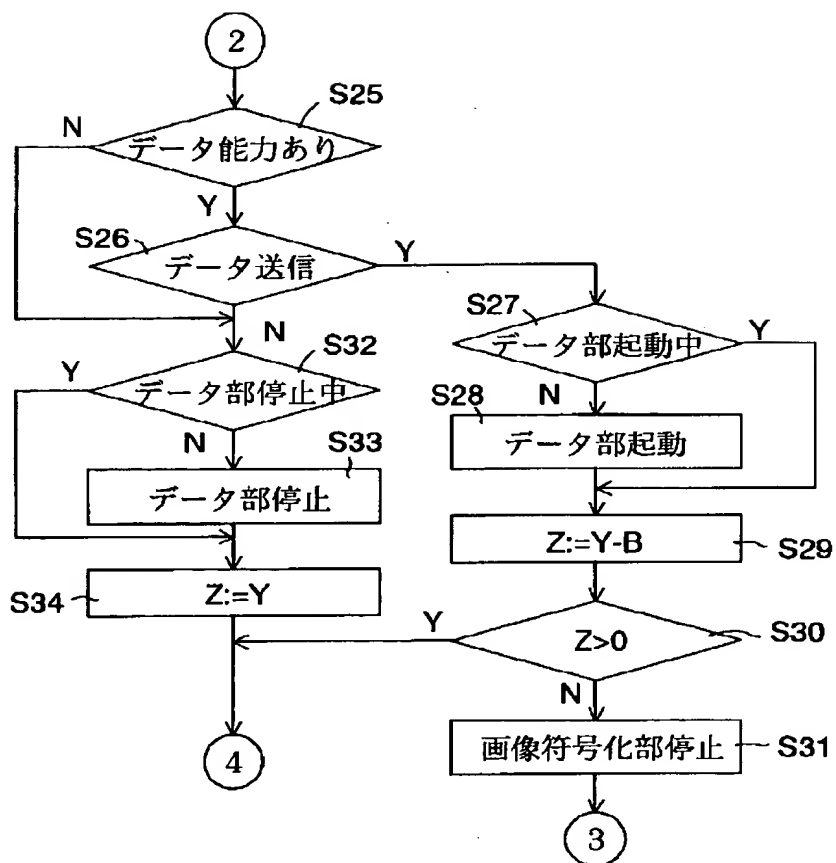 2
S25
N
データ能力あり
Y
S26
データ送信
Y
N
S27
データ部起動中
Y
S32
Y
データ部停止中
N
S28
データ部起動
N
S33
データ部停止
Z:=Y-B
S29
S34
Z:=Y
Y
Z>0
S30
N
画像符号化部停止
S31
4
3